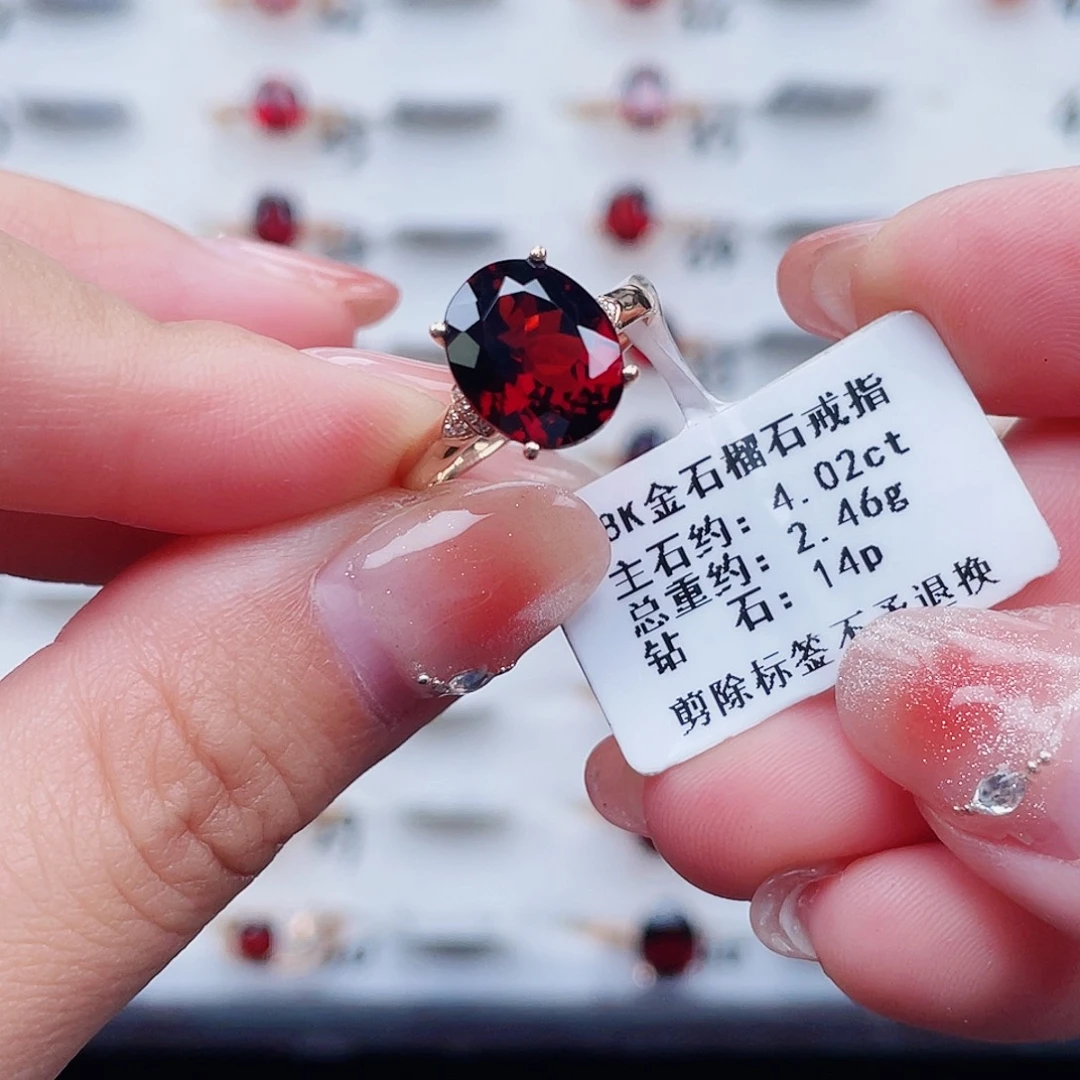 8K金石榴石戒指
主石约: 4.02ct
总重约: 2.46g
钻 石: 14p
剪除标签不予退换